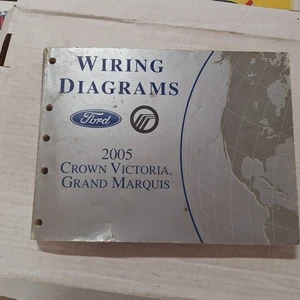 WIRING
DIAGRAMS
Ford
2005
CROWN VICTORIA,
GRAND MARQUIS